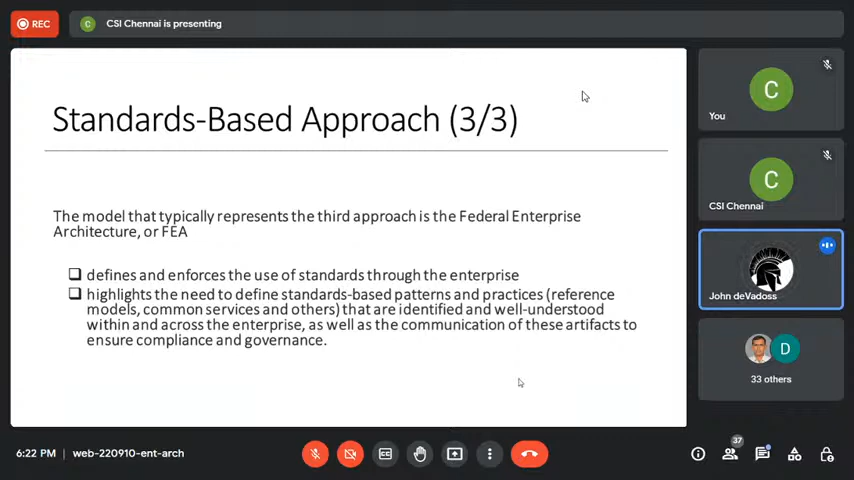 REC
C
CSI Chennai is presenting
Standards-Based Approach (3/3)
The model that typically represents the third approach is the Federal Enterprise
Architecture, or FEA
defines and enforces the use of standards through the enterprise
highlights the need to define standards-based patterns and practices (reference
models, common services and others) that are identified and well-understood
within and across the enterprise, as well as the communication of these artifacts to
ensure compliance and governance.
C
You
C
CSI Chennai
John deVadoss
D
33 others
6:22 PM | web-220910-ent-arch
CC
37